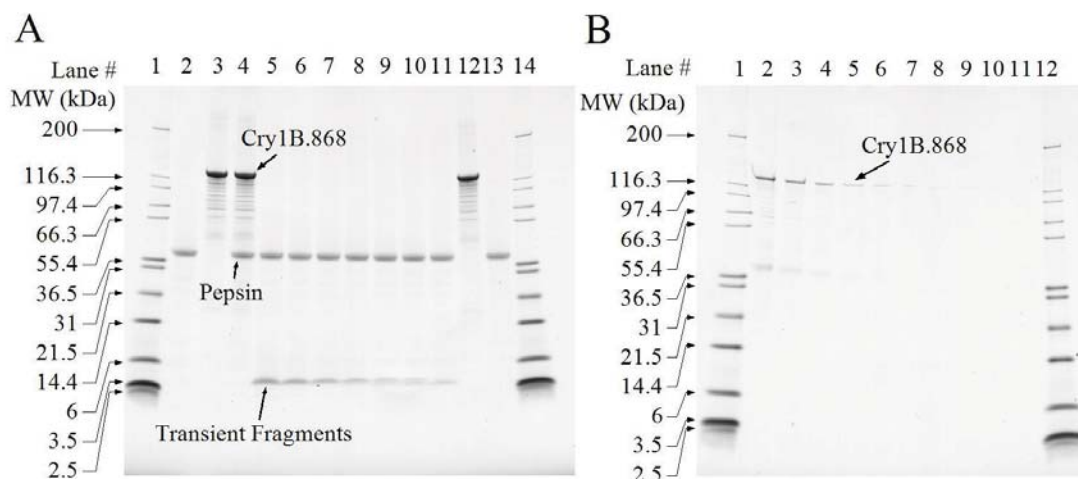 A
Lane # 1 2 3 4 5 6 7 8 9 10 11 12 13 14
MW (kDa)
200
116.3
97.4
66.3
55.4
36.5
31
21.5
14.4
6
3.5
2.5
Cry1B.868
Pepsin
Transient Fragments
B
Lane # 1 2 3 4 5 6 7 8 9 10 11 12
MW (kDa)
200
116.3
97.4
66.3
55.4
36.5
31
21.5
14.4
6
3.5
2.5
Cry1B.868